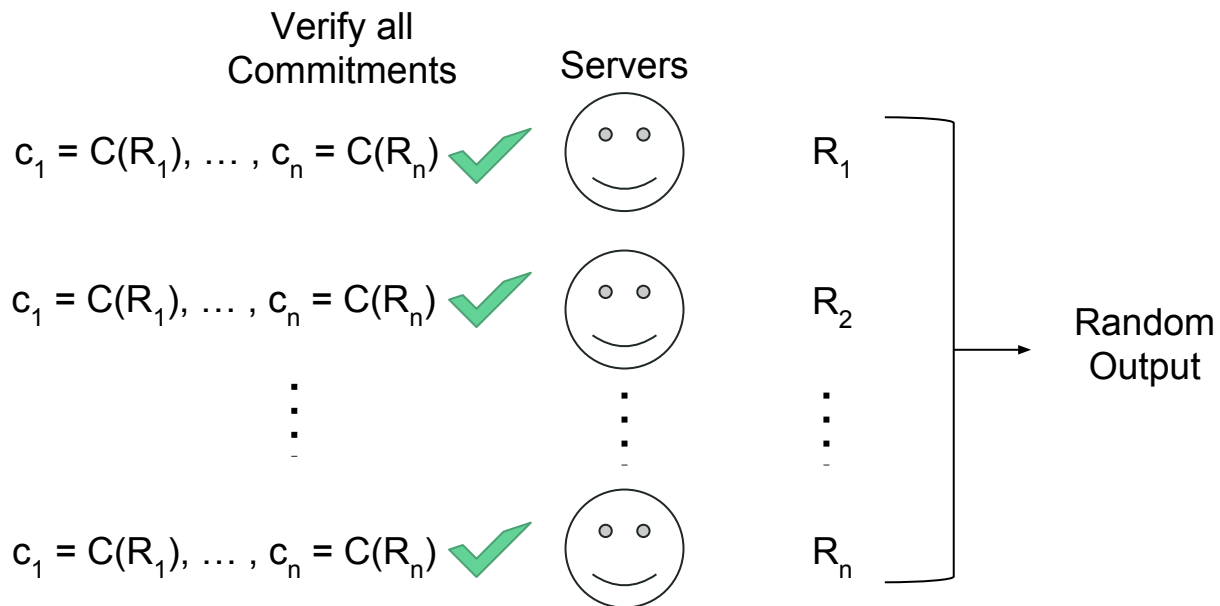 Verify all
Commitments
Servers
c₁ = C(R₁), … , cₙ = C(Rₙ)
R₁
c₁ = C(R₁), … , cₙ = C(Rₙ)
R₂
Random
Output
c₁ = C(R₁), … , cₙ = C(Rₙ)
Rₙ